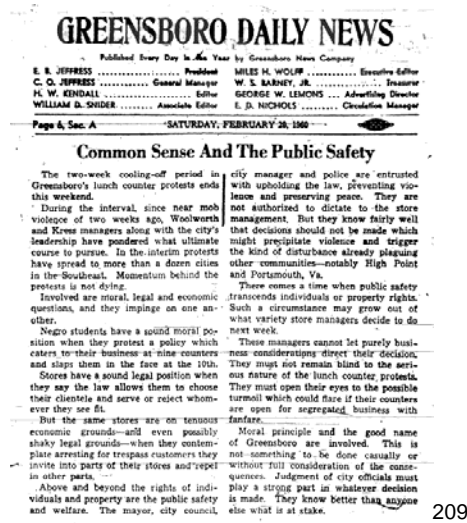 GREENSBORO DAILY NEWS
Published Every Day in the Year by Greensboro News Company
E. B. JEFFRESS ............ President
C. O. JEFFRESS ............ General Manager
H. W. KENDALL ............ Editor
WILLIAM D. SNIDER ............ Associate Editor
MILES H. WOLFF ............ Executive Editor
W. S. BARNEY, JR. ............ Treasurer
GEORGE W. LEMONS ... Advertising Director
E. D. NICHOLS ............ Circulation Manager
Page 6, Sec. A
SATURDAY, FEBRUARY 20, 1960
Common Sense And The Public Safety
The two-week cooling-off period in
Greensboro's lunch counter protests ends
this weekend.
During the interval, since near mob
violence of two weeks ago, Woolworth
and Kress managers along with the city's
leadership have pondered what ultimate
course to pursue. In the interim protests
have spread to more than a dozen cities
in the Southeast. Momentum behind the
protests is not dying.
Involved are moral, legal and economic
questions, and they impinge on one an-
other.
Negro students have a sound moral po-
sition when they protest a policy which
caters to their business at nine counters
and slaps them in the face at the 10th.
Stores have a sound legal position when
they say the law allows them to choose
their clientele and serve or reject whom-
ever they see fit.
But the same stores are on tenuous
economic grounds—and even possibly
shaky legal grounds—when they contem-
plate arresting for trespass customers they
invite into parts of their stores and repel
in other parts.
Above and beyond the rights of indi-
viduals and property are the public safety
and welfare. The mayor, city council,
city manager and police are entrusted
with upholding the law, preventing vio-
lence and preserving peace. They are
not authorized to dictate to the store
management. But they know fairly well
that decisions should not be made which
might precipitate violence and trigger
the kind of disturbance already plaguing
other communities—notably High Point
and Portsmouth, Va.
There comes a time when public safety
transcends individuals or property rights.
Such a circumstance may grow out of
what variety store managers decide to do
next week.
These managers cannot let purely busi-
ness considerations direct their decision.
They must not remain blind to the seri-
ous nature of the lunch counter protests.
They must open their eyes to the possible
turmoil which could flare if their counters
are open for segregated business with
fanfare.
Moral principle and the good name
of Greensboro are involved. This is
not something to be done casually or
without full consideration of the conse-
quences. Judgment of city officials must
play a strong part in whatever decision
is made. They know better than anyone
else what is at stake.
209